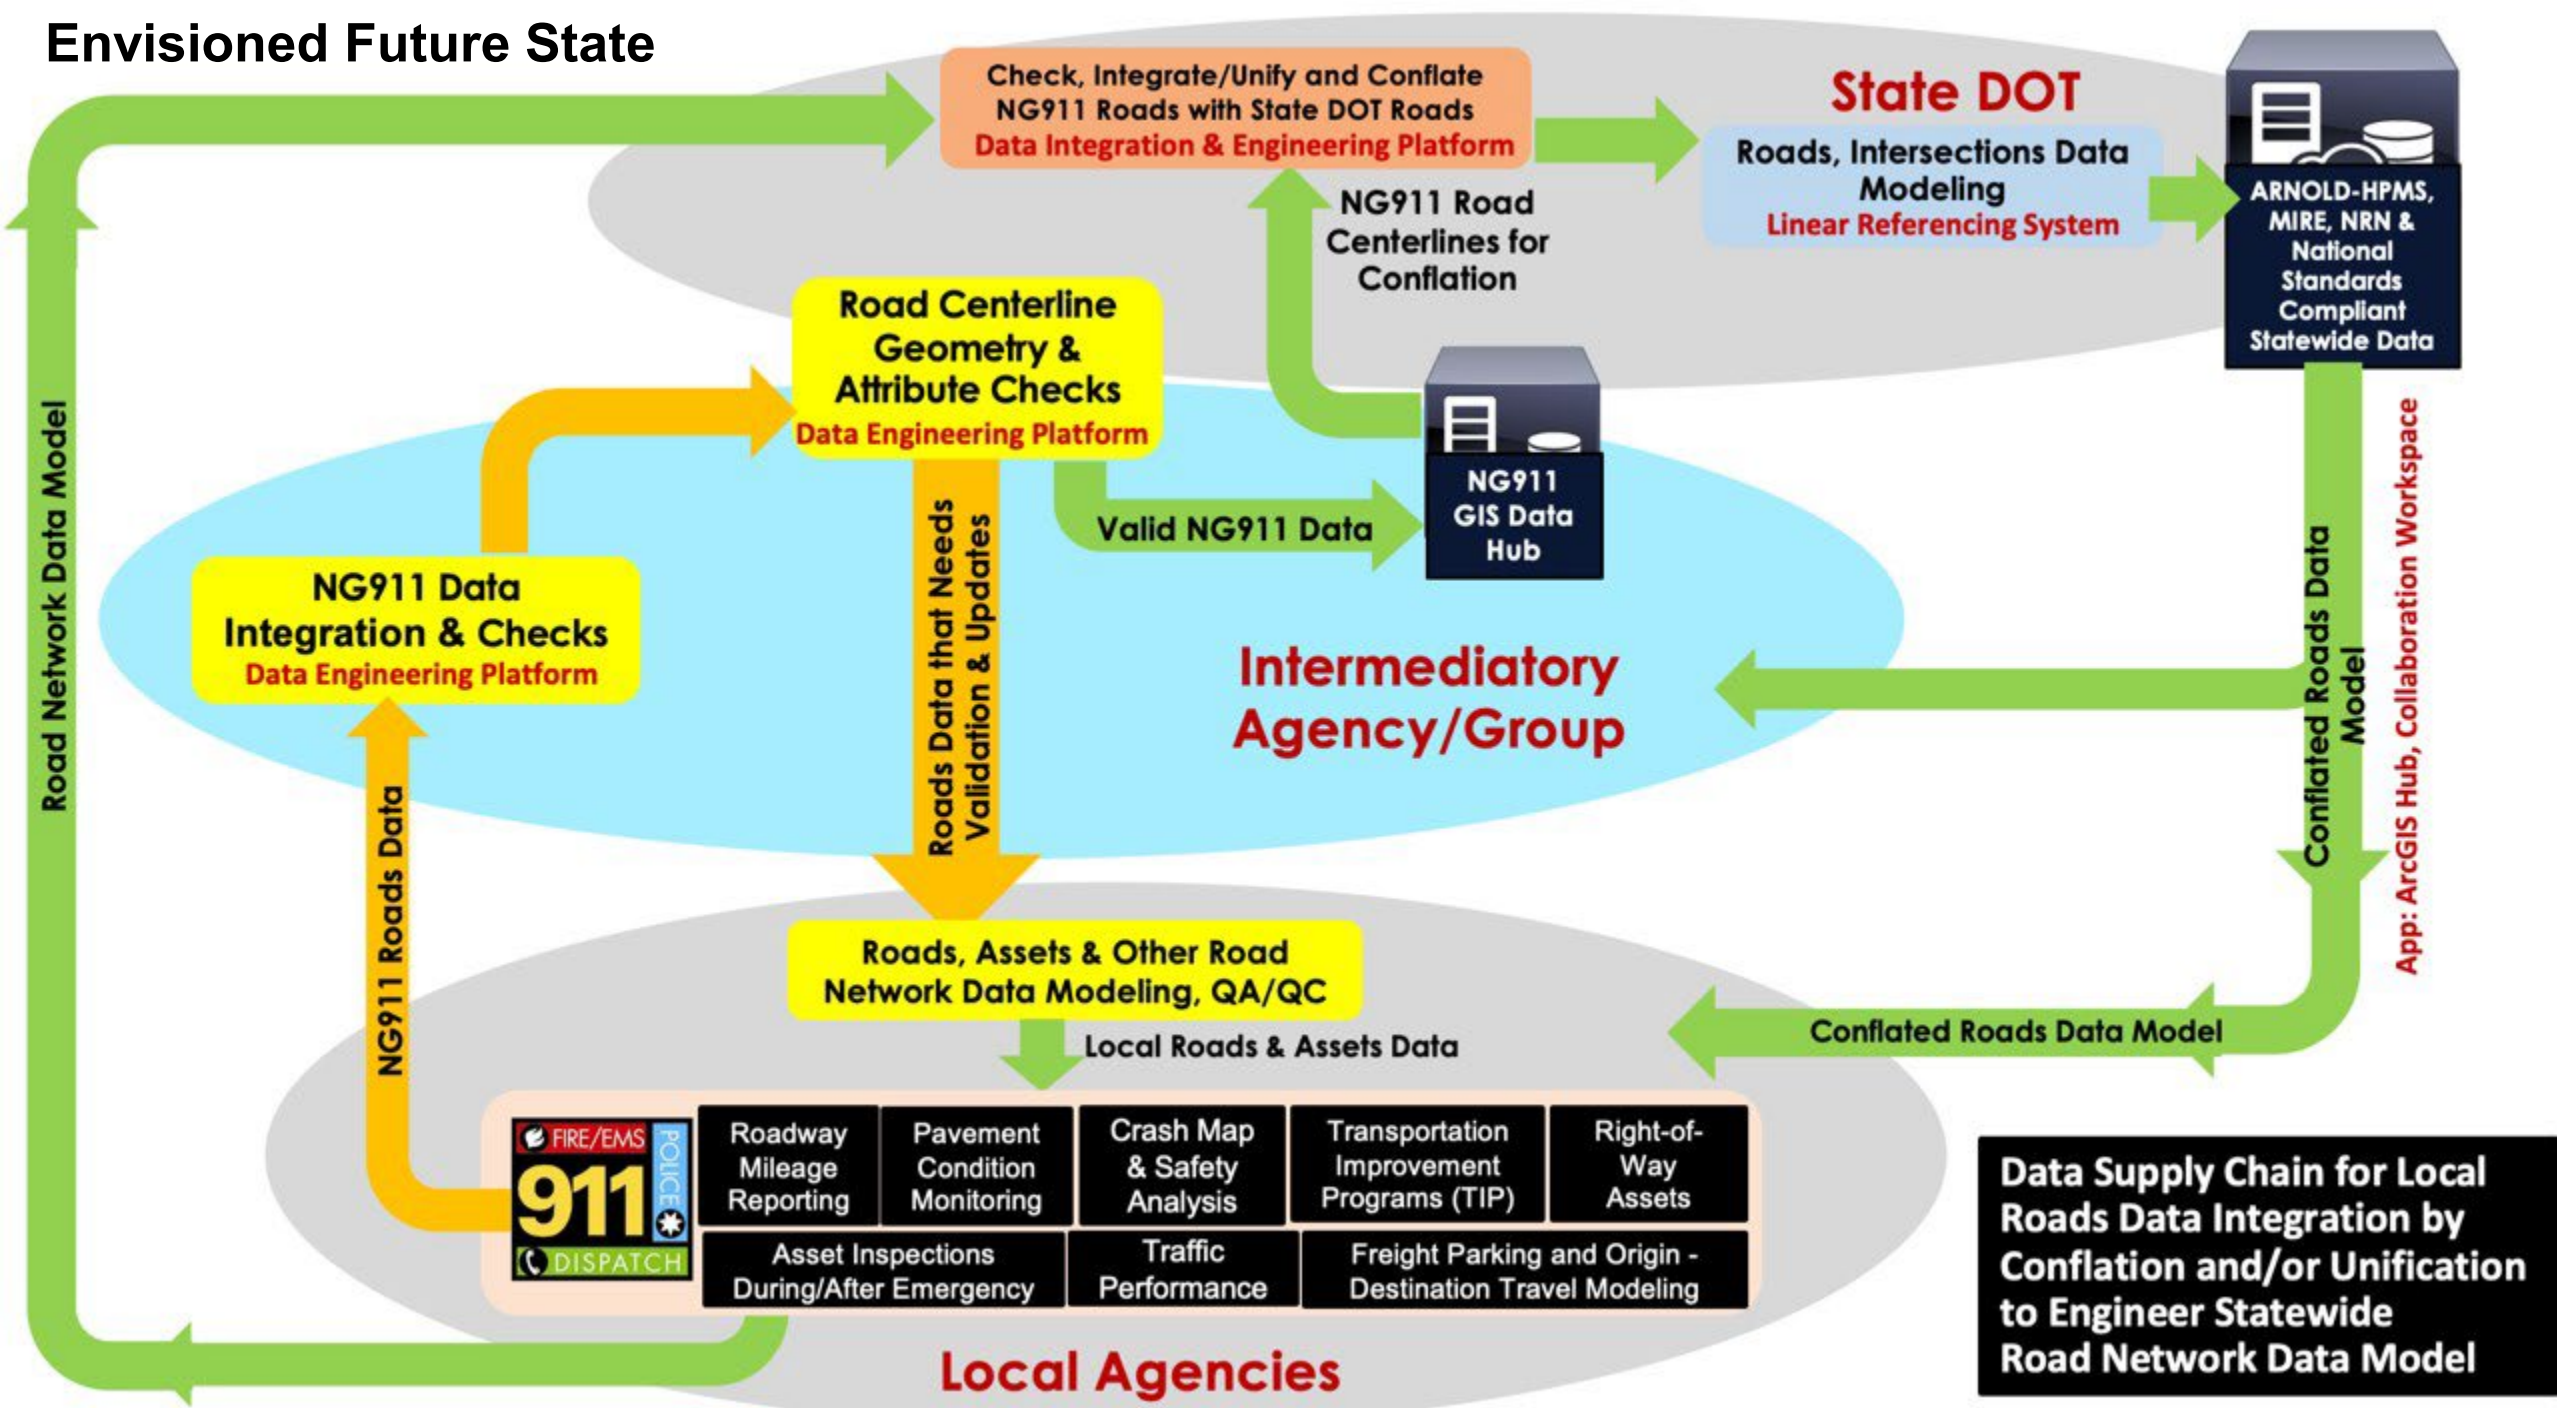 Envisioned Future State
Check, Integrate/Unify and Conflate
NG911 Roads with State DOT Roads
Data Integration & Engineering Platform
State DOT
Roads, Intersections Data
Modeling
Linear Referencing System
ARNOLD-HPMS,
MIRE, NRN &
National
Standards
Compliant
Statewide Data
NG911 Road
Centerlines for
Conflation
Road Centerline
Geometry &
Attribute Checks
Data Engineering Platform
Valid NG911 Data
NG911
GIS Data
Hub
NG911 Data
Integration & Checks
Data Engineering Platform
Road Network Data Model
NG911 Roads Data
Roads Data that Needs
Validation & Updates
Intermediatory
Agency/Group
Conflated Roads Data
Model
App: ArcGIS Hub, Collaboration Workspace
Roads, Assets & Other Road
Network Data Modeling, QA/QC
Local Roads & Assets Data
Conflated Roads Data Model
FIRE/EMS
POLICE
911
DISPATCH
Roadway
Mileage
Reporting
Pavement
Condition
Monitoring
Crash Map
& Safety
Analysis
Transportation
Improvement
Programs (TIP)
Right-of-
Way
Assets
Asset Inspections
During/After Emergency
Traffic
Performance
Freight Parking and Origin -
Destination Travel Modeling
Local Agencies
Data Supply Chain for Local
Roads Data Integration by
Conflation and/or Unification
to Engineer Statewide
Road Network Data Model